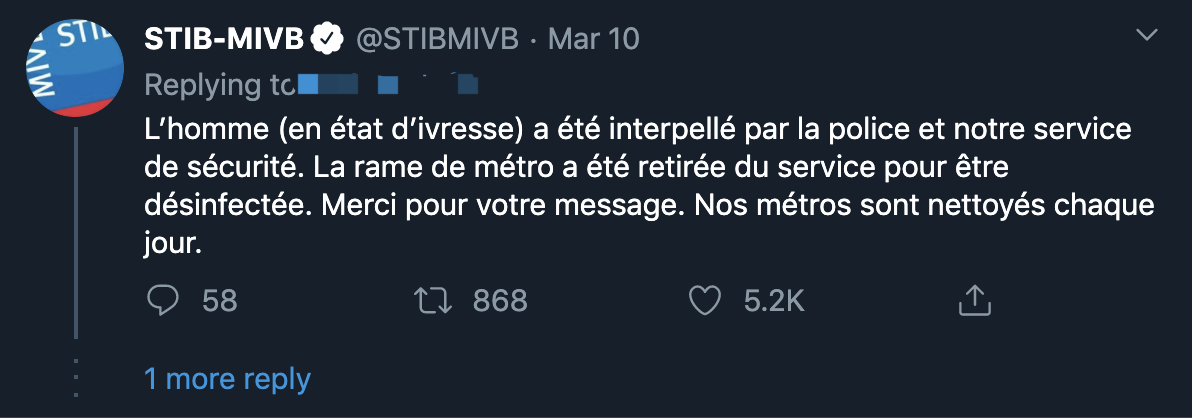 STIB-MIVB @STIBMIVB · Mar 10
Replying to
L’homme (en état d’ivresse) a été interpellé par la police et notre service
de sécurité. La rame de métro a été retirée du service pour être
désinfectée. Merci pour votre message. Nos métros sont nettoyés chaque
jour.
58 868 5.2K
1 more reply